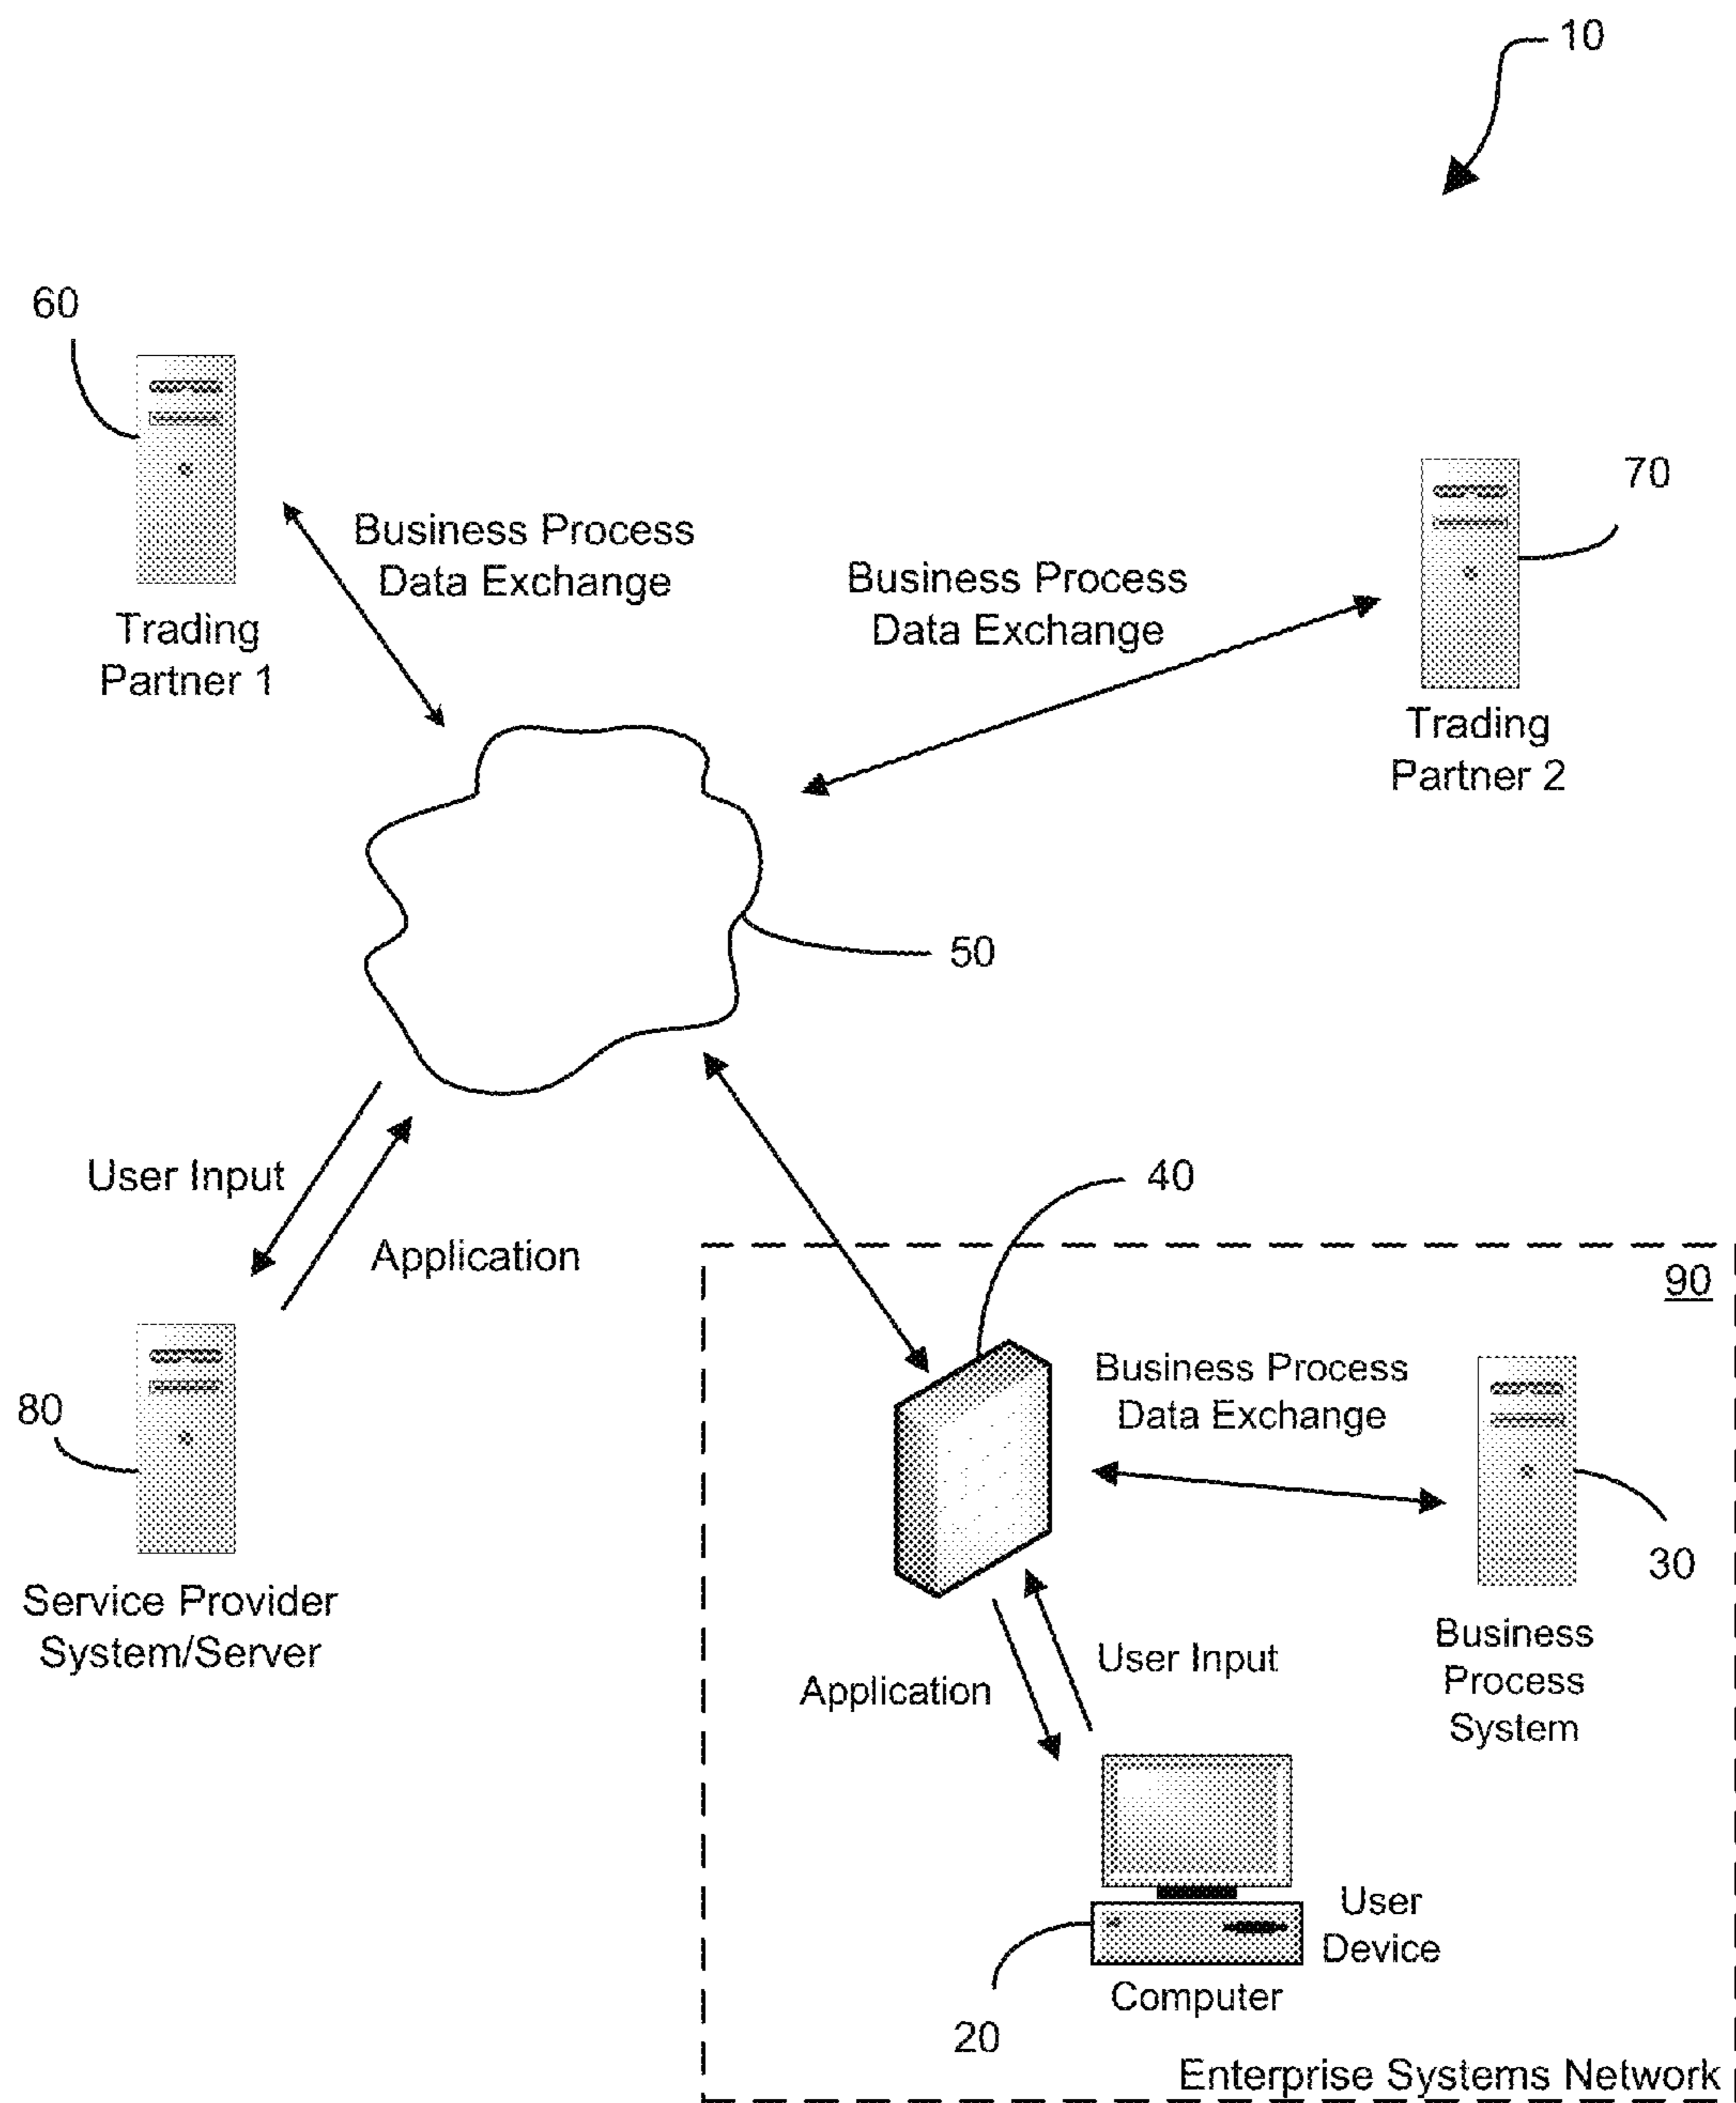 10
60
Trading
Partner 1
Business Process
Data Exchange
Business Process
Data Exchange
70
Trading
Partner 2
50
User Input
Application
40
90
80
Service Provider
System/Server
Business Process
Data Exchange
30
Business
Process
System
Application
User Input
User
Device
Computer
20
Enterprise Systems Network